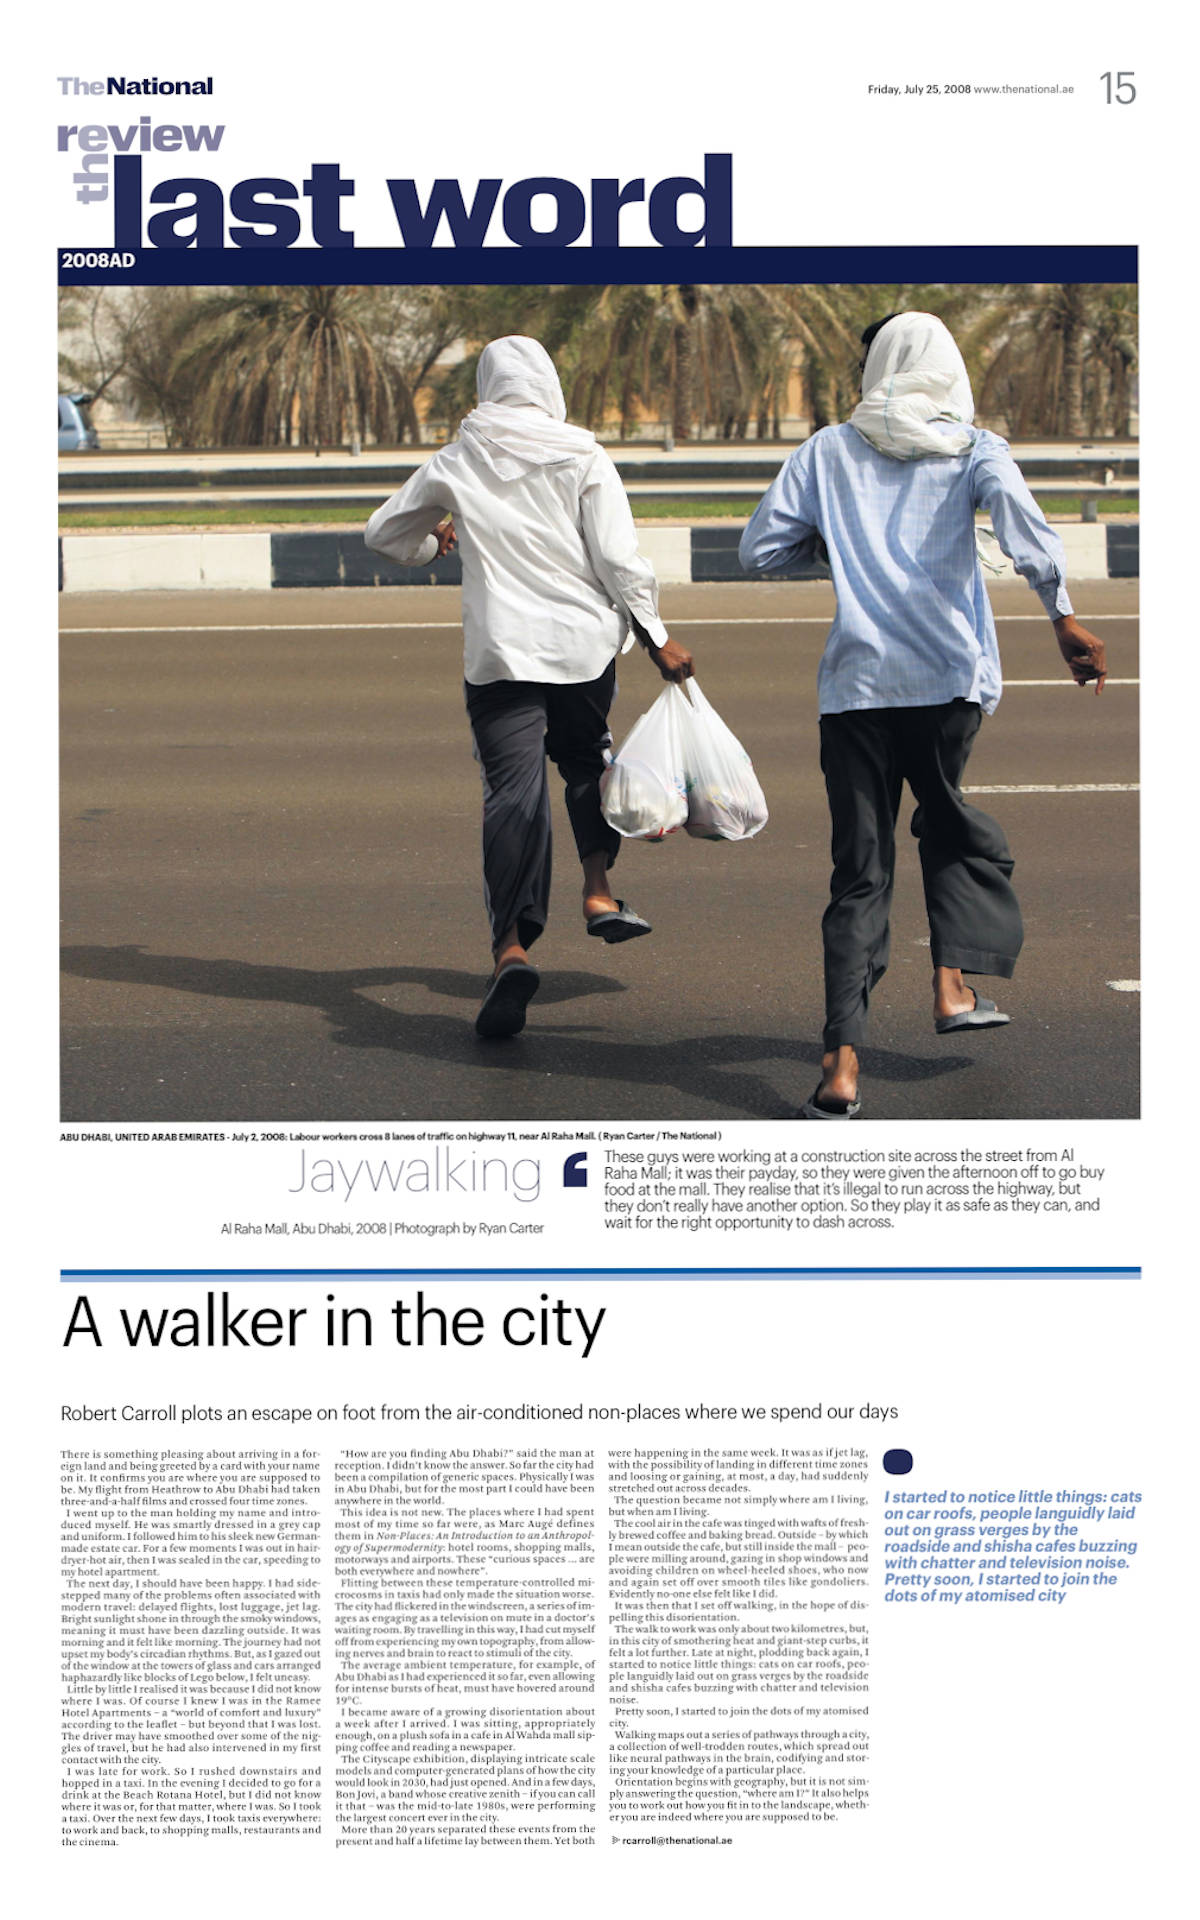 The National
Friday, July 25, 2008 www.thenational.ae 15
the review
last word
2008AD
ABU DHABI, UNITED ARAB EMIRATES - July 2, 2008: Labour workers cross 8 lanes of traffic on highway 11, near Al Raha Mall. ( Ryan Carter / The National )
Jaywalking
Al Raha Mall, Abu Dhabi, 2008 | Photograph by Ryan Carter
These guys were working at a construction site across the street from Al
Raha Mall; it was their payday, so they were given the afternoon off to go buy
food at the mall. They realise that it's illegal to run across the highway, but
they don't really have another option. So they play it as safe as they can, and
wait for the right opportunity to dash across.
A walker in the city
Robert Carroll plots an escape on foot from the air-conditioned non-places where we spend our days
There is something pleasing about arriving in a for-
eign land and being greeted by a card with your name
on it. It confirms you are where you are supposed to
be. My flight from Heathrow to Abu Dhabi had taken
three-and-a-half films and crossed four time zones.
I went up to the man holding my name and intro-
duced myself. He was smartly dressed in a grey cap
and uniform. I followed him to his sleek new German-
made estate car. For a few moments I was out in hair-
dryer-hot air, then I was sealed in the car, speeding to
my hotel apartment.
The next day, I should have been happy. I had side-
stepped many of the problems often associated with
modern travel: delayed flights, lost luggage, jet lag.
Bright sunlight shone in through the smoky windows,
meaning it must have been dazzling outside. It was
morning and it felt like morning. The journey had not
upset my body's circadian rhythms. But, as I gazed out
of the window at the towers of glass and cars arranged
haphazardly like blocks of Lego below, I felt uneasy.
Little by little I realised it was because I did not know
where I was. Of course I knew I was in the Ramee
Hotel Apartments – a "world of comfort and luxury"
according to the leaflet – but beyond that I was lost.
The driver may have smoothed over some of the nig-
gles of travel, but he had also intervened in my first
contact with the city.
I was late for work. So I rushed downstairs and
hopped in a taxi. In the evening I decided to go for a
drink at the Beach Rotana Hotel, but I did not know
where it was or, for that matter, where I was. So I took
a taxi. Over the next few days, I took taxis everywhere:
to work and back, to shopping malls, restaurants and
the cinema.
"How are you finding Abu Dhabi?" said the man at
reception. I didn't know the answer. So far the city had
been a compilation of generic spaces. Physically I was
in Abu Dhabi, but for the most part I could have been
anywhere in the world.
This idea is not new. The places where I had spent
most of my time so far were, as Marc Augé defines
them in Non-Places: An Introduction to an Anthropol-
ogy of Supermodernity: hotel rooms, shopping malls,
motorways and airports. These "curious spaces ... are
both everywhere and nowhere".
Flitting between these temperature-controlled mi-
crocosms in taxis had only made the situation worse.
The city had flickered in the windscreen, a series of im-
ages as engaging as a television on mute in a doctor's
waiting room. By travelling in this way, I had cut myself
off from experiencing my own topography, from allow-
ing nerves and brain to react to stimuli of the city.
The average ambient temperature, for example, of
Abu Dhabi as I had experienced it so far, even allowing
for intense bursts of heat, must have hovered around
19°C.
I became aware of a growing disorientation about
a week after I arrived. I was sitting, appropriately
enough, on a plush sofa in a cafe in Al Wahda mall sip-
ping coffee and reading a newspaper.
The Cityscape exhibition, displaying intricate scale
models and computer-generated plans of how the city
would look in 2030, had just opened. And in a few days,
Bon Jovi, a band whose creative zenith – if you can call
it that – was the mid-to-late 1980s, were performing
the largest concert ever in the city.
More than 20 years separated these events from the
present and half a lifetime lay between them. Yet both
were happening in the same week. It was as if jet lag,
with the possibility of landing in different time zones
and loosing or gaining, at most, a day, had suddenly
stretched out across decades.
The question became not simply where am I living,
but when am I living.
The cool air in the cafe was tinged with wafts of fresh-
ly brewed coffee and baking bread. Outside – by which
I mean outside the cafe, but still inside the mall – peo-
ple were milling around, gazing in shop windows and
avoiding children on wheel-heeled shoes, who now
and again set off over smooth tiles like gondoliers.
Evidently no-one else felt like I did.
It was then that I set off walking, in the hope of dis-
pelling this disorientation.
The walk to work was only about two kilometres, but,
in this city of smothering heat and giant-step curbs, it
felt a lot further. Late at night, plodding back again, I
started to notice little things: cats on car roofs, peo-
ple languidly laid out on grass verges by the roadside
and shisha cafes buzzing with chatter and television
noise.
Pretty soon, I started to join the dots of my atomised
city.
Walking maps out a series of pathways through a city,
a collection of well-trodden routes, which spread out
like neural pathways in the brain, codifying and stor-
ing your knowledge of a particular place.
Orientation begins with geography, but it is not sim-
ply answering the question, "where am I?" It also helps
you to work out how you fit in to the landscape, wheth-
er you are indeed where you are supposed to be.
rcarroll@thenational.ae
I started to notice little things: cats
on car roofs, people languidly laid
out on grass verges by the
roadside and shisha cafes buzzing
with chatter and television noise.
Pretty soon, I started to join the
dots of my atomised city